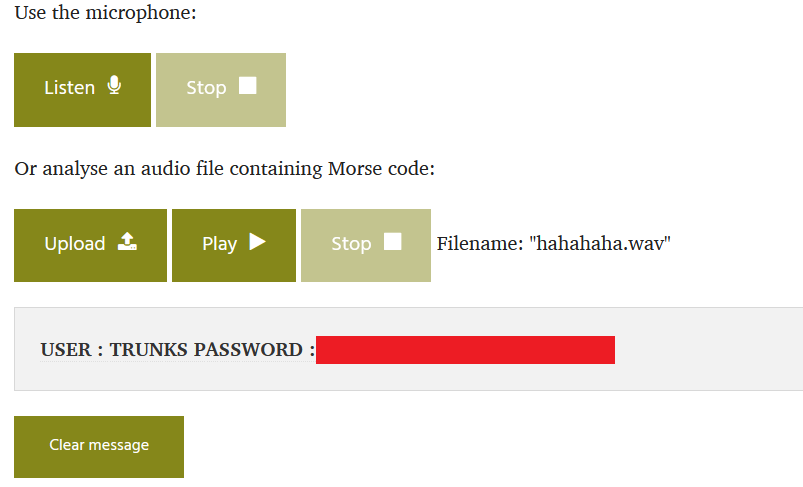 Use the microphone:
Listen Stop
Or analyse an audio file containing Morse code:
Upload Play Stop Filename: "hahahaha.wav"
USER : TRUNKS PASSWORD :
Clear message